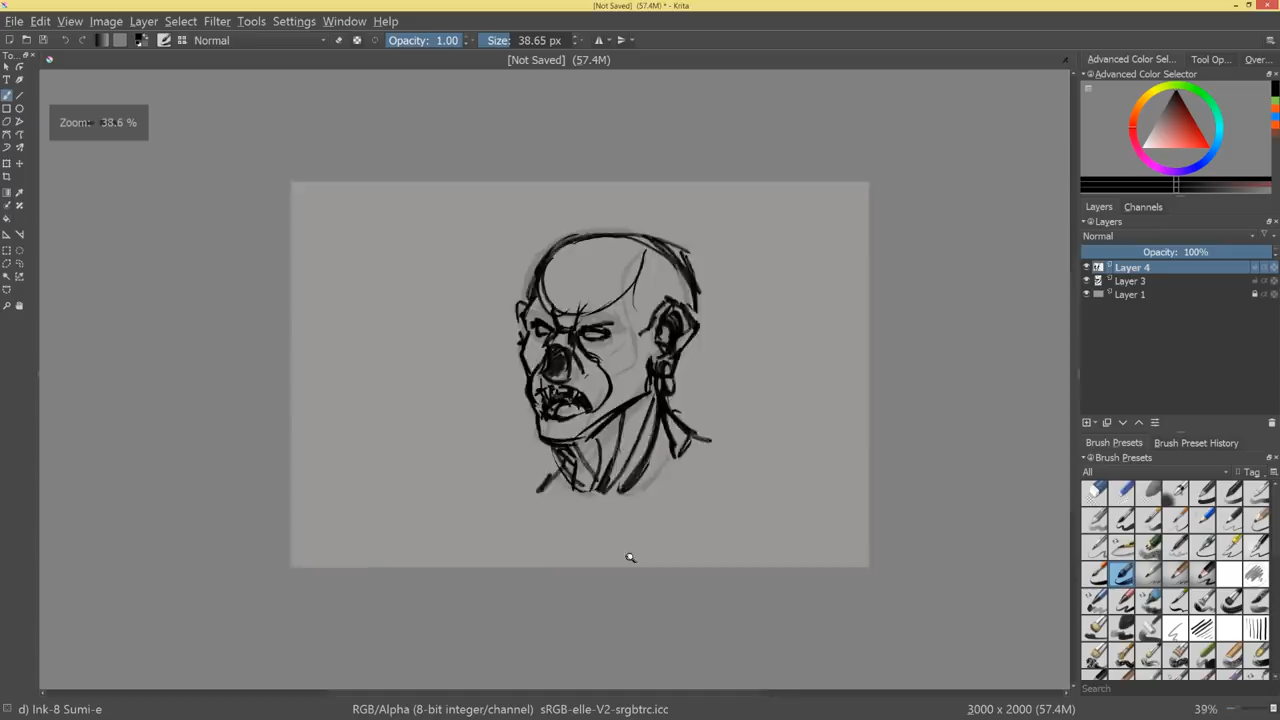 [Not Saved]  (57.4M) * - Krita
File Edit View Image Layer Select Filter Tools Settings Window Help
Normal
Opacity: 1.00
Size: 38.65 px
To...
[Not Saved]  (57.4M)
Advanced Color Sel...
Tool Op...
Over...
Advanced Color Selector
Zoom: 38.6 %
Layers
Channels
Layers
Normal
Opacity: 100%
Layer 4
Layer 3
Layer 1
Brush Presets
Brush Preset History
Brush Presets
All
Tag
Search
d) Ink-8 Sumi-e
RGB/Alpha (8-bit integer/channel)  sRGB-elle-V2-srgbtrc.icc
3000 x 2000 (57.4M)
39%